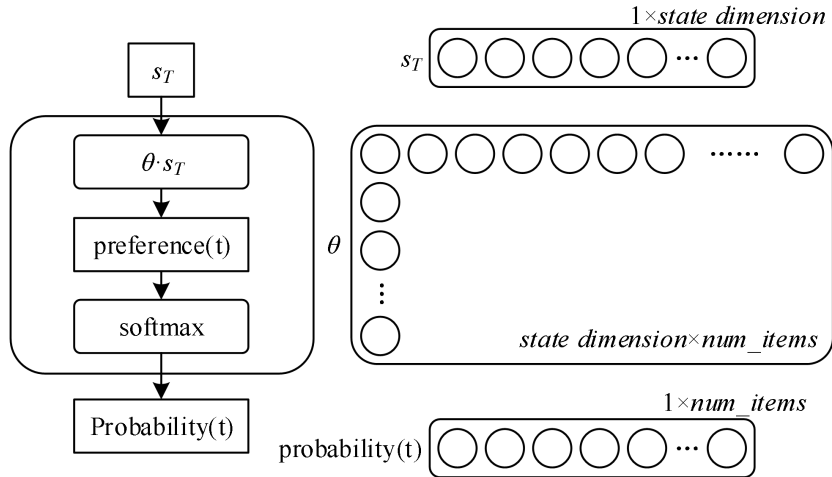 s_T
θ·s_T
preference(t)
softmax
Probability(t)
1×state dimension
s_T
θ
state dimension×num_items
1×num_items
probability(t)